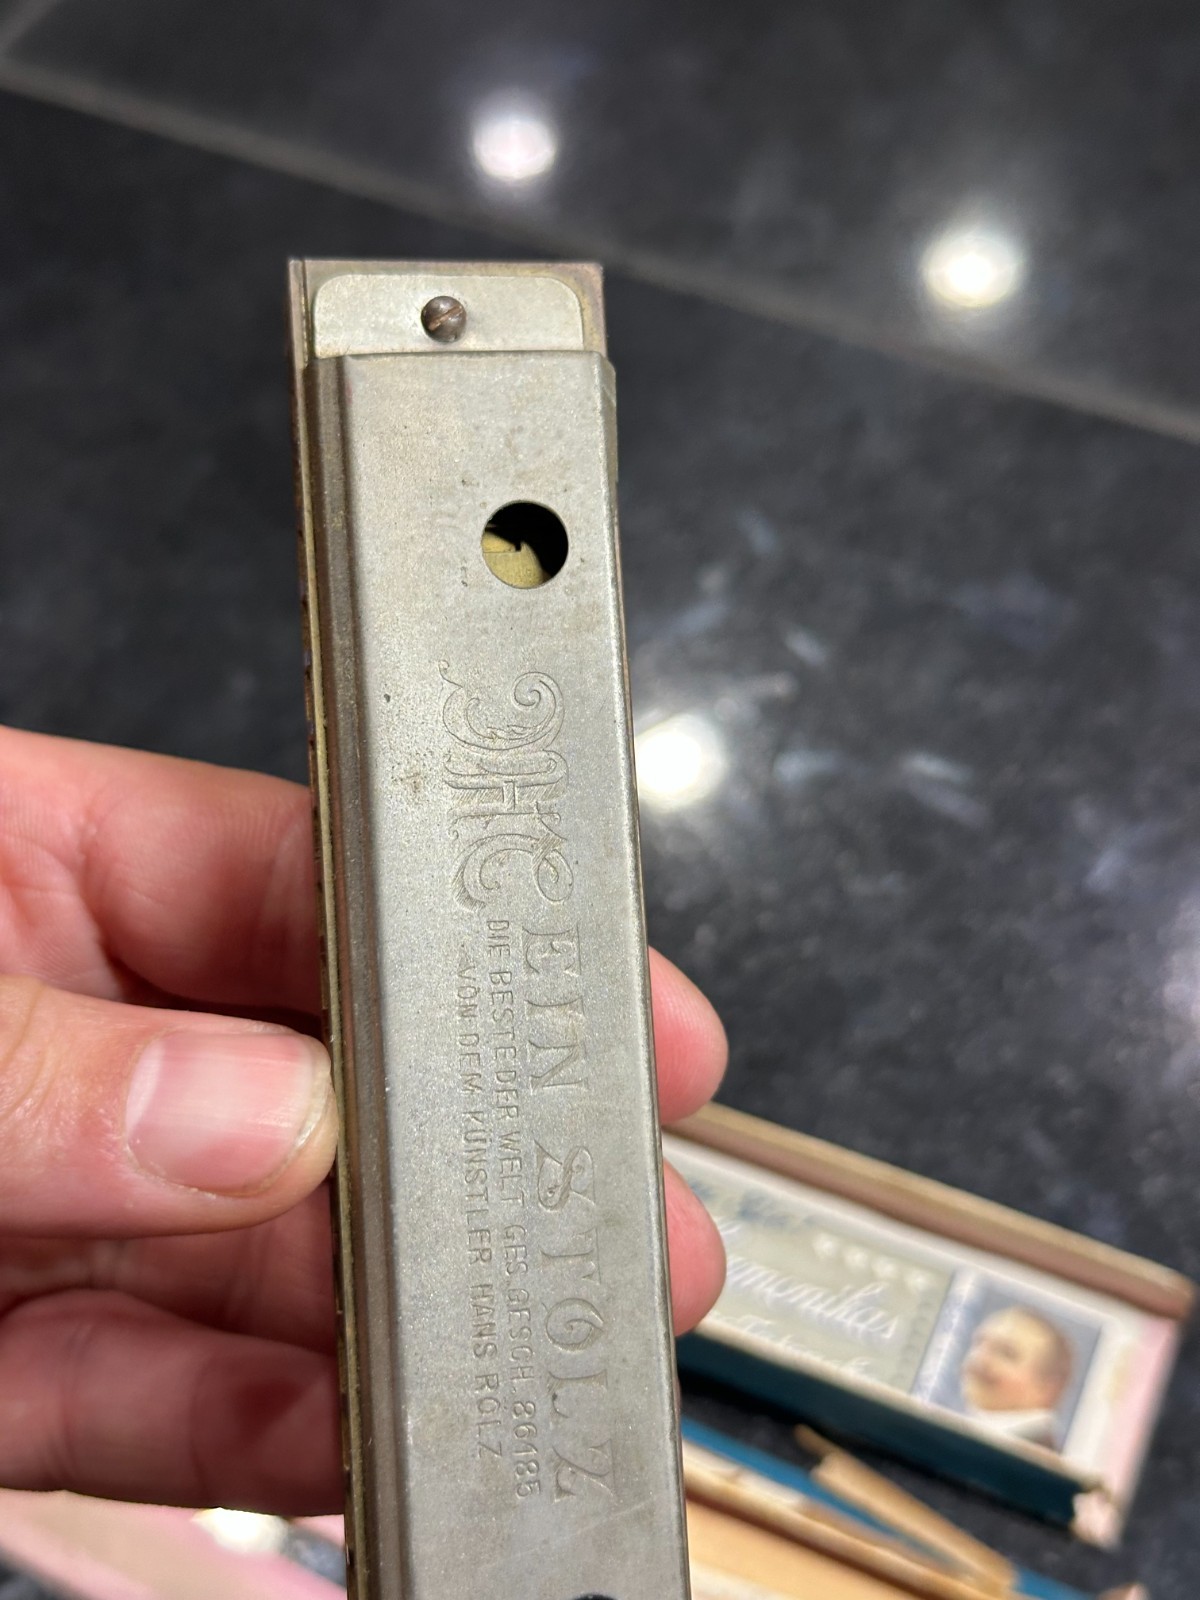 MEIN STOLZ
DIE BESTE DER WELT GES. GESCH. 86185
VON DEM KÜNSTLER HANS ROLZ